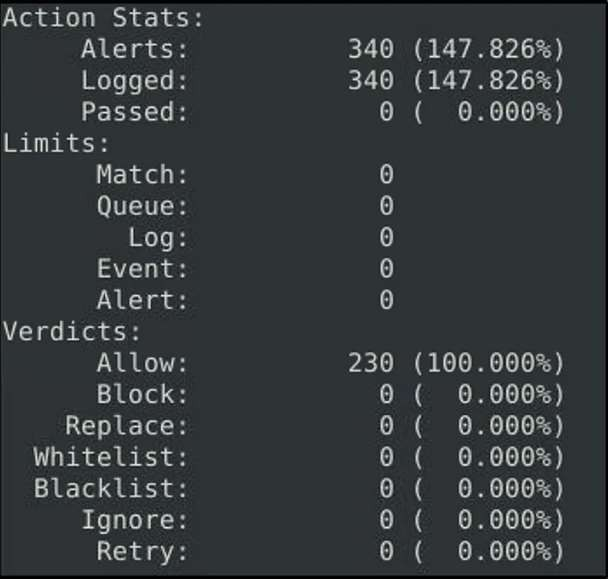 Action Stats:
Alerts: 340 (147.826%)
Logged: 340 (147.826%)
Passed: 0 ( 0.000%)
Limits:
Match: 0
Queue: 0
Log: 0
Event: 0
Alert: 0
Verdicts:
Allow: 230 (100.000%)
Block: 0 ( 0.000%)
Replace: 0 ( 0.000%)
Whitelist: 0 ( 0.000%)
Blacklist: 0 ( 0.000%)
Ignore: 0 ( 0.000%)
Retry: 0 ( 0.000%)